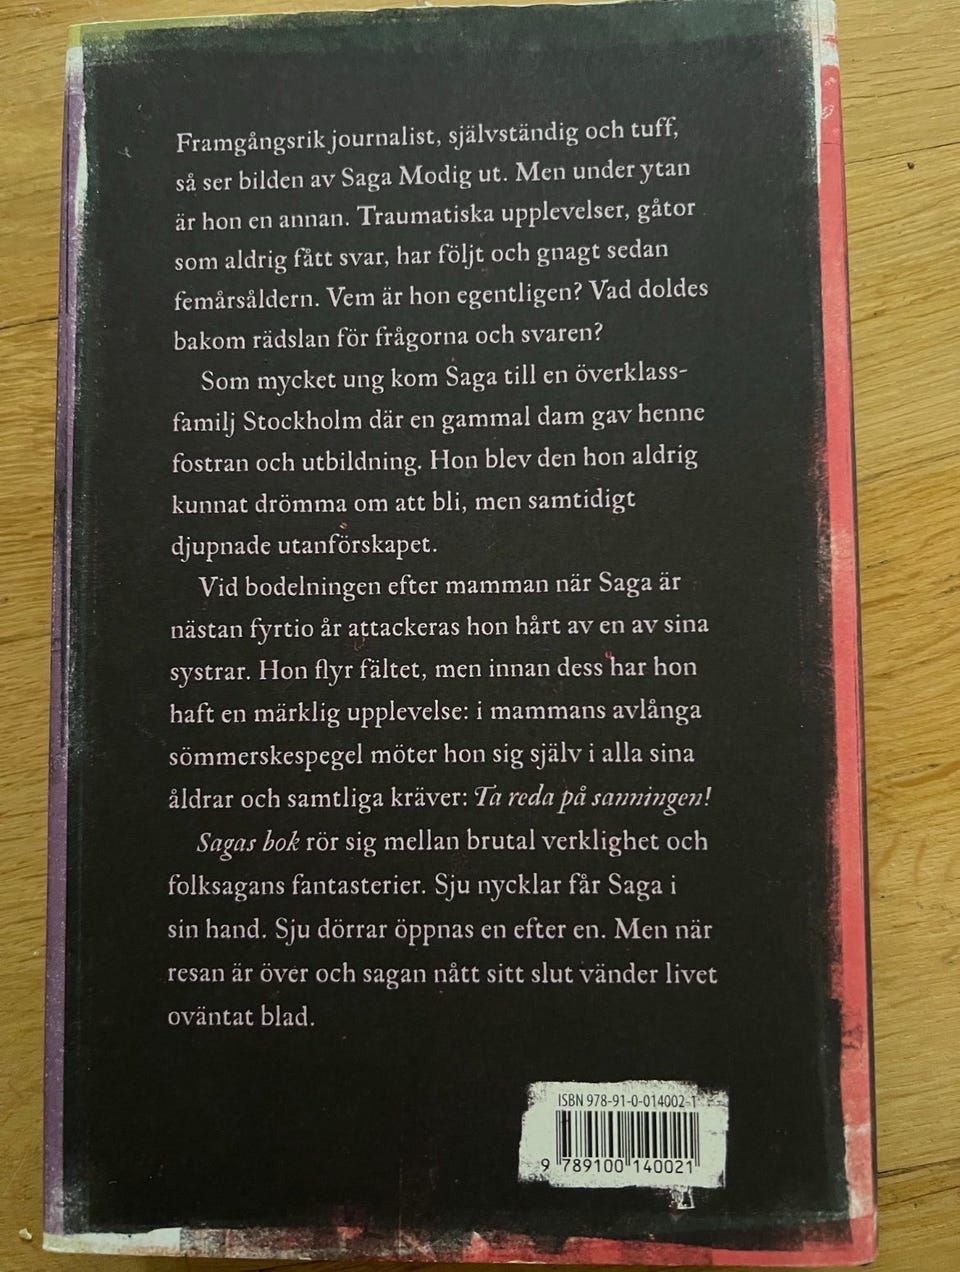 Framgångsrik journalist, självständig och tuff,
så ser bilden av Saga Modig ut. Men under ytan
är hon en annan. Traumatiska upplevelser, gåtor
som aldrig fått svar, har följt och gnagt sedan
femårsåldern. Vem är hon egentligen? Vad doldes
bakom rädslan för frågorna och svaren?
Som mycket ung kom Saga till en överklass-
familj Stockholm där en gammal dam gav henne
fostran och utbildning. Hon blev den hon aldrig
kunnat drömma om att bli, men samtidigt
djupnade utanförskapet.
Vid bodelningen efter mamman när Saga är
nästan fyrtio år attackeras hon hårt av en av sina
systrar. Hon flyr fältet, men innan dess har hon
haft en märklig upplevelse: i mammans avlånga
sömmerskespegel möter hon sig själv i alla sina
åldrar och samtliga kräver: Ta reda på sanningen!
Sagas bok rör sig mellan brutal verklighet och
folksagans fantasterier. Sju nycklar får Saga i
sin hand. Sju dörrar öppnas en efter en. Men när
resan är över och sagan nått sitt slut vänder livet
oväntat blad.
ISBN 978-91-0-014002-1
9 789100 140021